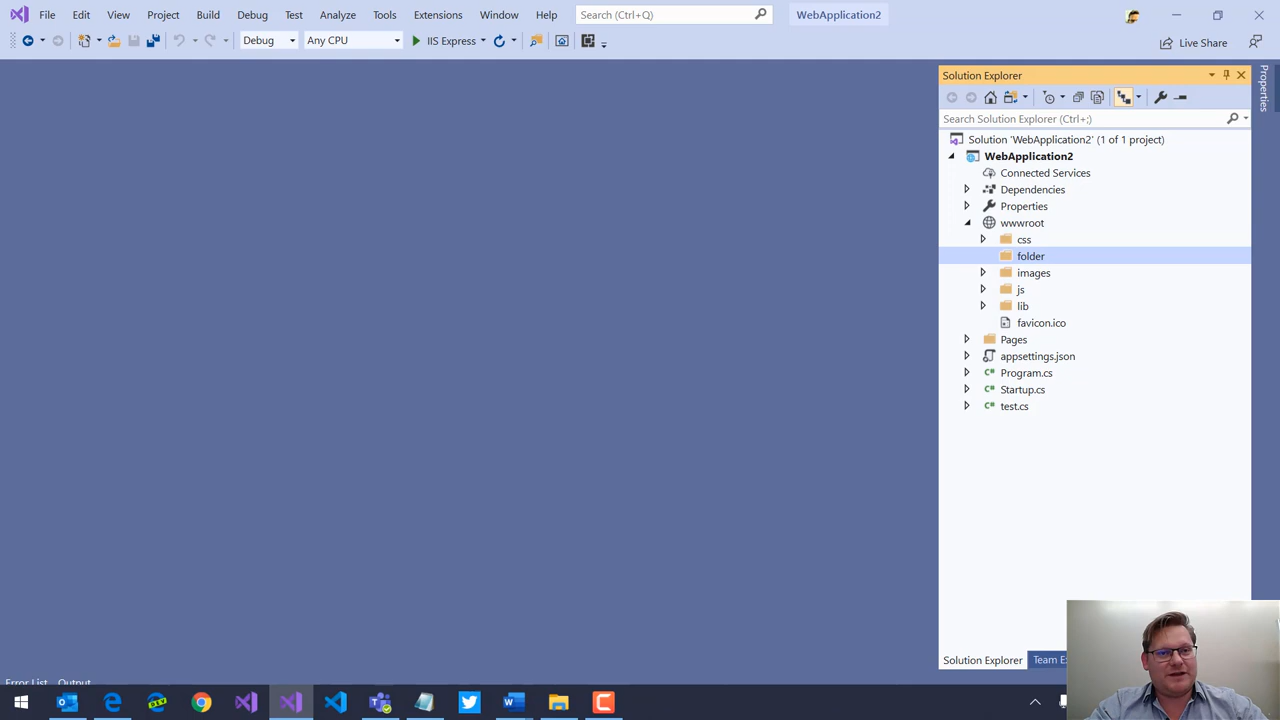 File Edit View Project Build Debug Test Analyze Tools Extensions Window Help Search (Ctrl+Q) WebApplication2
Debug Any CPU IIS Express Live Share
Solution Explorer
Properties
Search Solution Explorer (Ctrl+;)
Solution 'WebApplication2' (1 of 1 project)
WebApplication2
Connected Services
Dependencies
Properties
wwwroot
css
folder
images
js
lib
favicon.ico
Pages
appsettings.json
Program.cs
Startup.cs
test.cs
Solution Explorer Team Ex
Error List Output